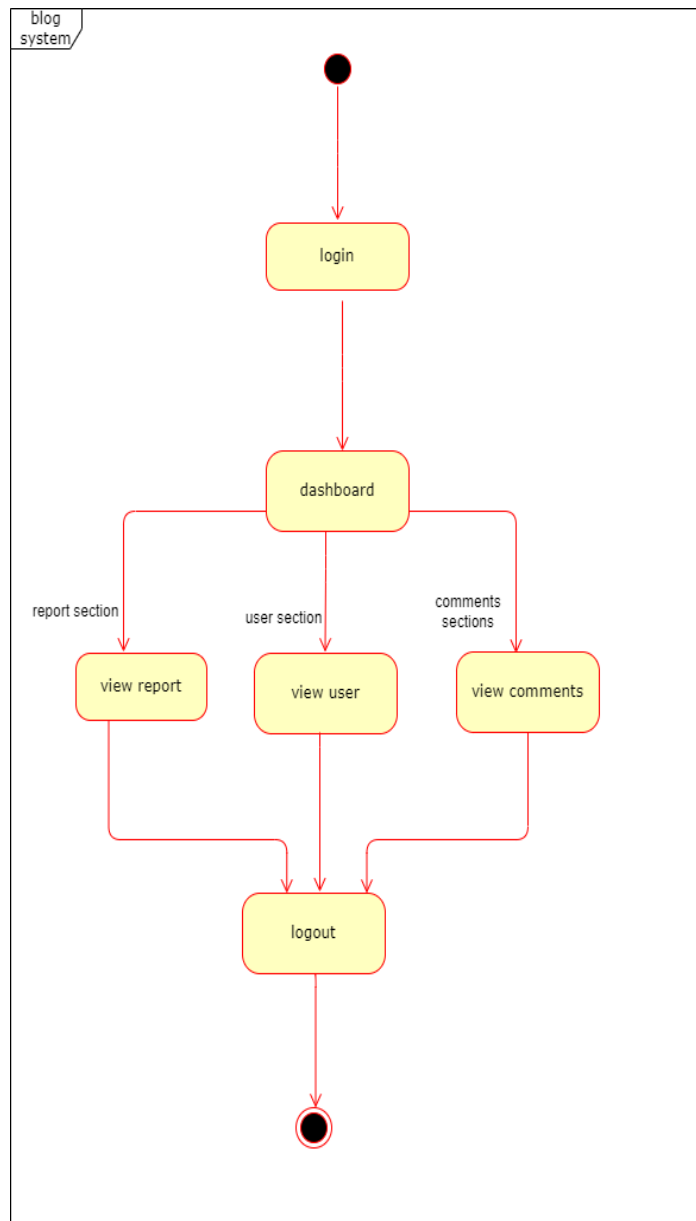 blog
system
login
dashboard
report section
user section
comments
sections
view report
view user
view comments
logout